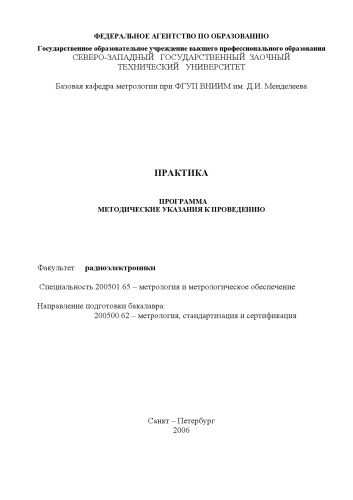 ФЕДЕРАЛЬНОЕ АГЕНТСТВО ПО ОБРАЗОВАНИЮ
Государственное образовательное учреждение высшего профессионального образования
СЕВЕРО-ЗАПАДНЫЙ ГОСУДАРСТВЕННЫЙ ЗАОЧНЫЙ
ТЕХНИЧЕСКИЙ УНИВЕРСИТЕТ
Базовая кафедра метрологии при ФГУП ВНИИМ им. Д.И. Менделеева
ПРАКТИКА
ПРОГРАММА
МЕТОДИЧЕСКИЕ УКАЗАНИЯ К ПРОВЕДЕНИЮ
Факультет радиоэлектроники
Специальность 200501.65 – метрология и метрологическое обеспечение
Направление подготовки бакалавра:
200500.62 – метрология, стандартизация и сертификация
Санкт – Петербург
2006